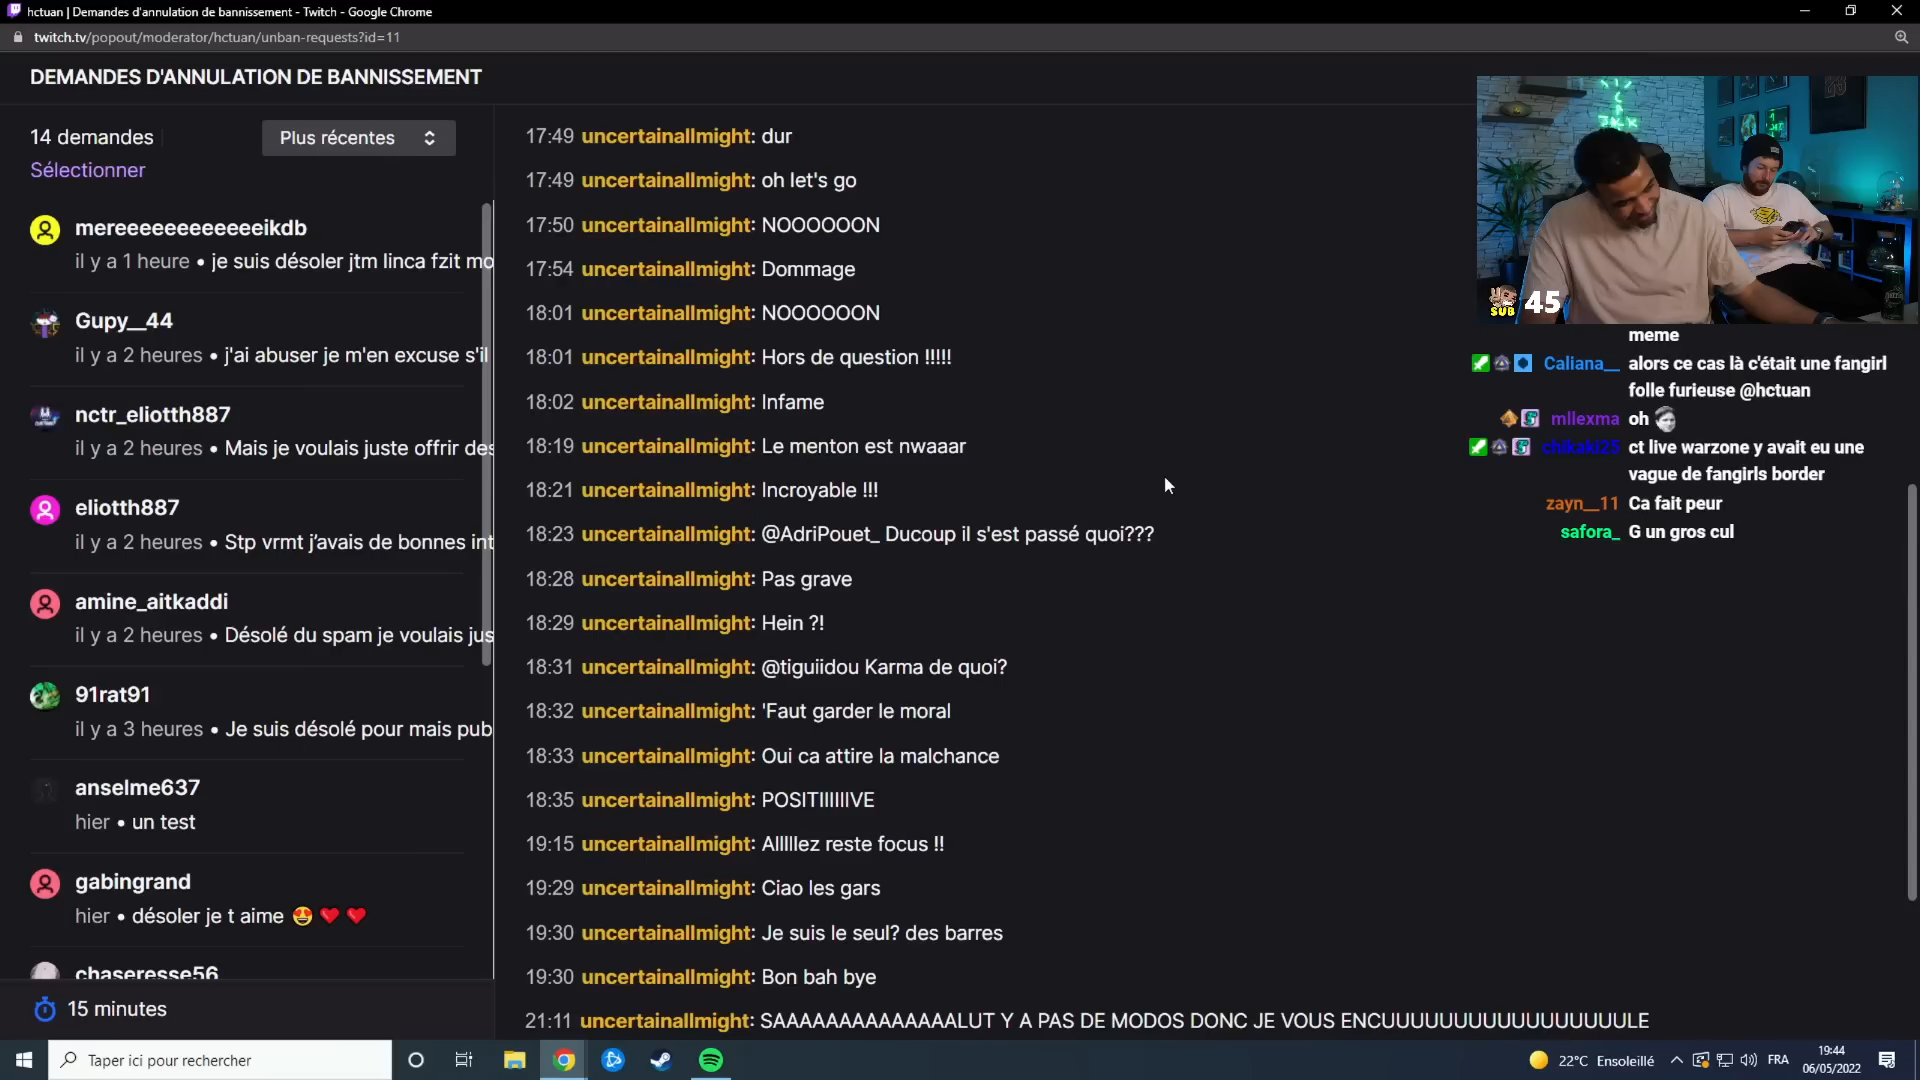 hctuan | Demandes d'annulation de bannissement - Twitch - Google Chrome
twitch.tv/popout/moderator/hctuan/unban-requests?id=11
DEMANDES D'ANNULATION DE BANNISSEMENT
14 demandes
Plus récentes
Sélectionner
mereeeeeeeeeeeeikdb
il y a 1 heure • je suis désoler jtm linca fzit mo
Gupy__44
il y a 2 heures • j'ai abuser je m'en excuse s'il
nctr_eliotth887
il y a 2 heures • Mais je voulais juste offrir des
eliotth887
il y a 2 heures • Stp vrmt j'avais de bonnes int
amine_aitkaddi
il y a 2 heures • Désolé du spam je voulais jus
91rat91
il y a 3 heures • Je suis désolé pour mais pub
anselme637
hier • un test
gabingrand
hier • désoler je t aime 😍 ❤️ ❤️
chaseresse56
15 minutes
17:49 uncertainallmight: dur
17:49 uncertainallmight: oh let's go
17:50 uncertainallmight: NOOOOOON
17:54 uncertainallmight: Dommage
18:01 uncertainallmight: NOOOOOON
18:01 uncertainallmight: Hors de question !!!!!
18:02 uncertainallmight: Infame
18:19 uncertainallmight: Le menton est nwaaar
18:21 uncertainallmight: Incroyable !!!
18:23 uncertainallmight: @AdriPouet_ Ducoup il s'est passé quoi???
18:28 uncertainallmight: Pas grave
18:29 uncertainallmight: Hein ?!
18:31 uncertainallmight: @tiguiidou Karma de quoi?
18:32 uncertainallmight: 'Faut garder le moral
18:33 uncertainallmight: Oui ca attire la malchance
18:35 uncertainallmight: POSITIIIIIIVE
19:15 uncertainallmight: Alllllez reste focus !!
19:29 uncertainallmight: Ciao les gars
19:30 uncertainallmight: Je suis le seul? des barres
19:30 uncertainallmight: Bon bah bye
21:11 uncertainallmight: SAAAAAAAAAAAAAALUT Y A PAS DE MODOS DONC JE VOUS ENCUUUUUUUUUUUUUUUUULE
SUB 45
meme
Caliana__ alors ce cas là c'était une fangirl
folle furieuse @hctuan
mllexma oh
chikaki25 ct live warzone y avait eu une
vague de fangirls border
zayn__11 Ca fait peur
safora_ G un gros cul
Taper ici pour rechercher
22°C Ensoleillé
FRA
19:44
06/05/2022